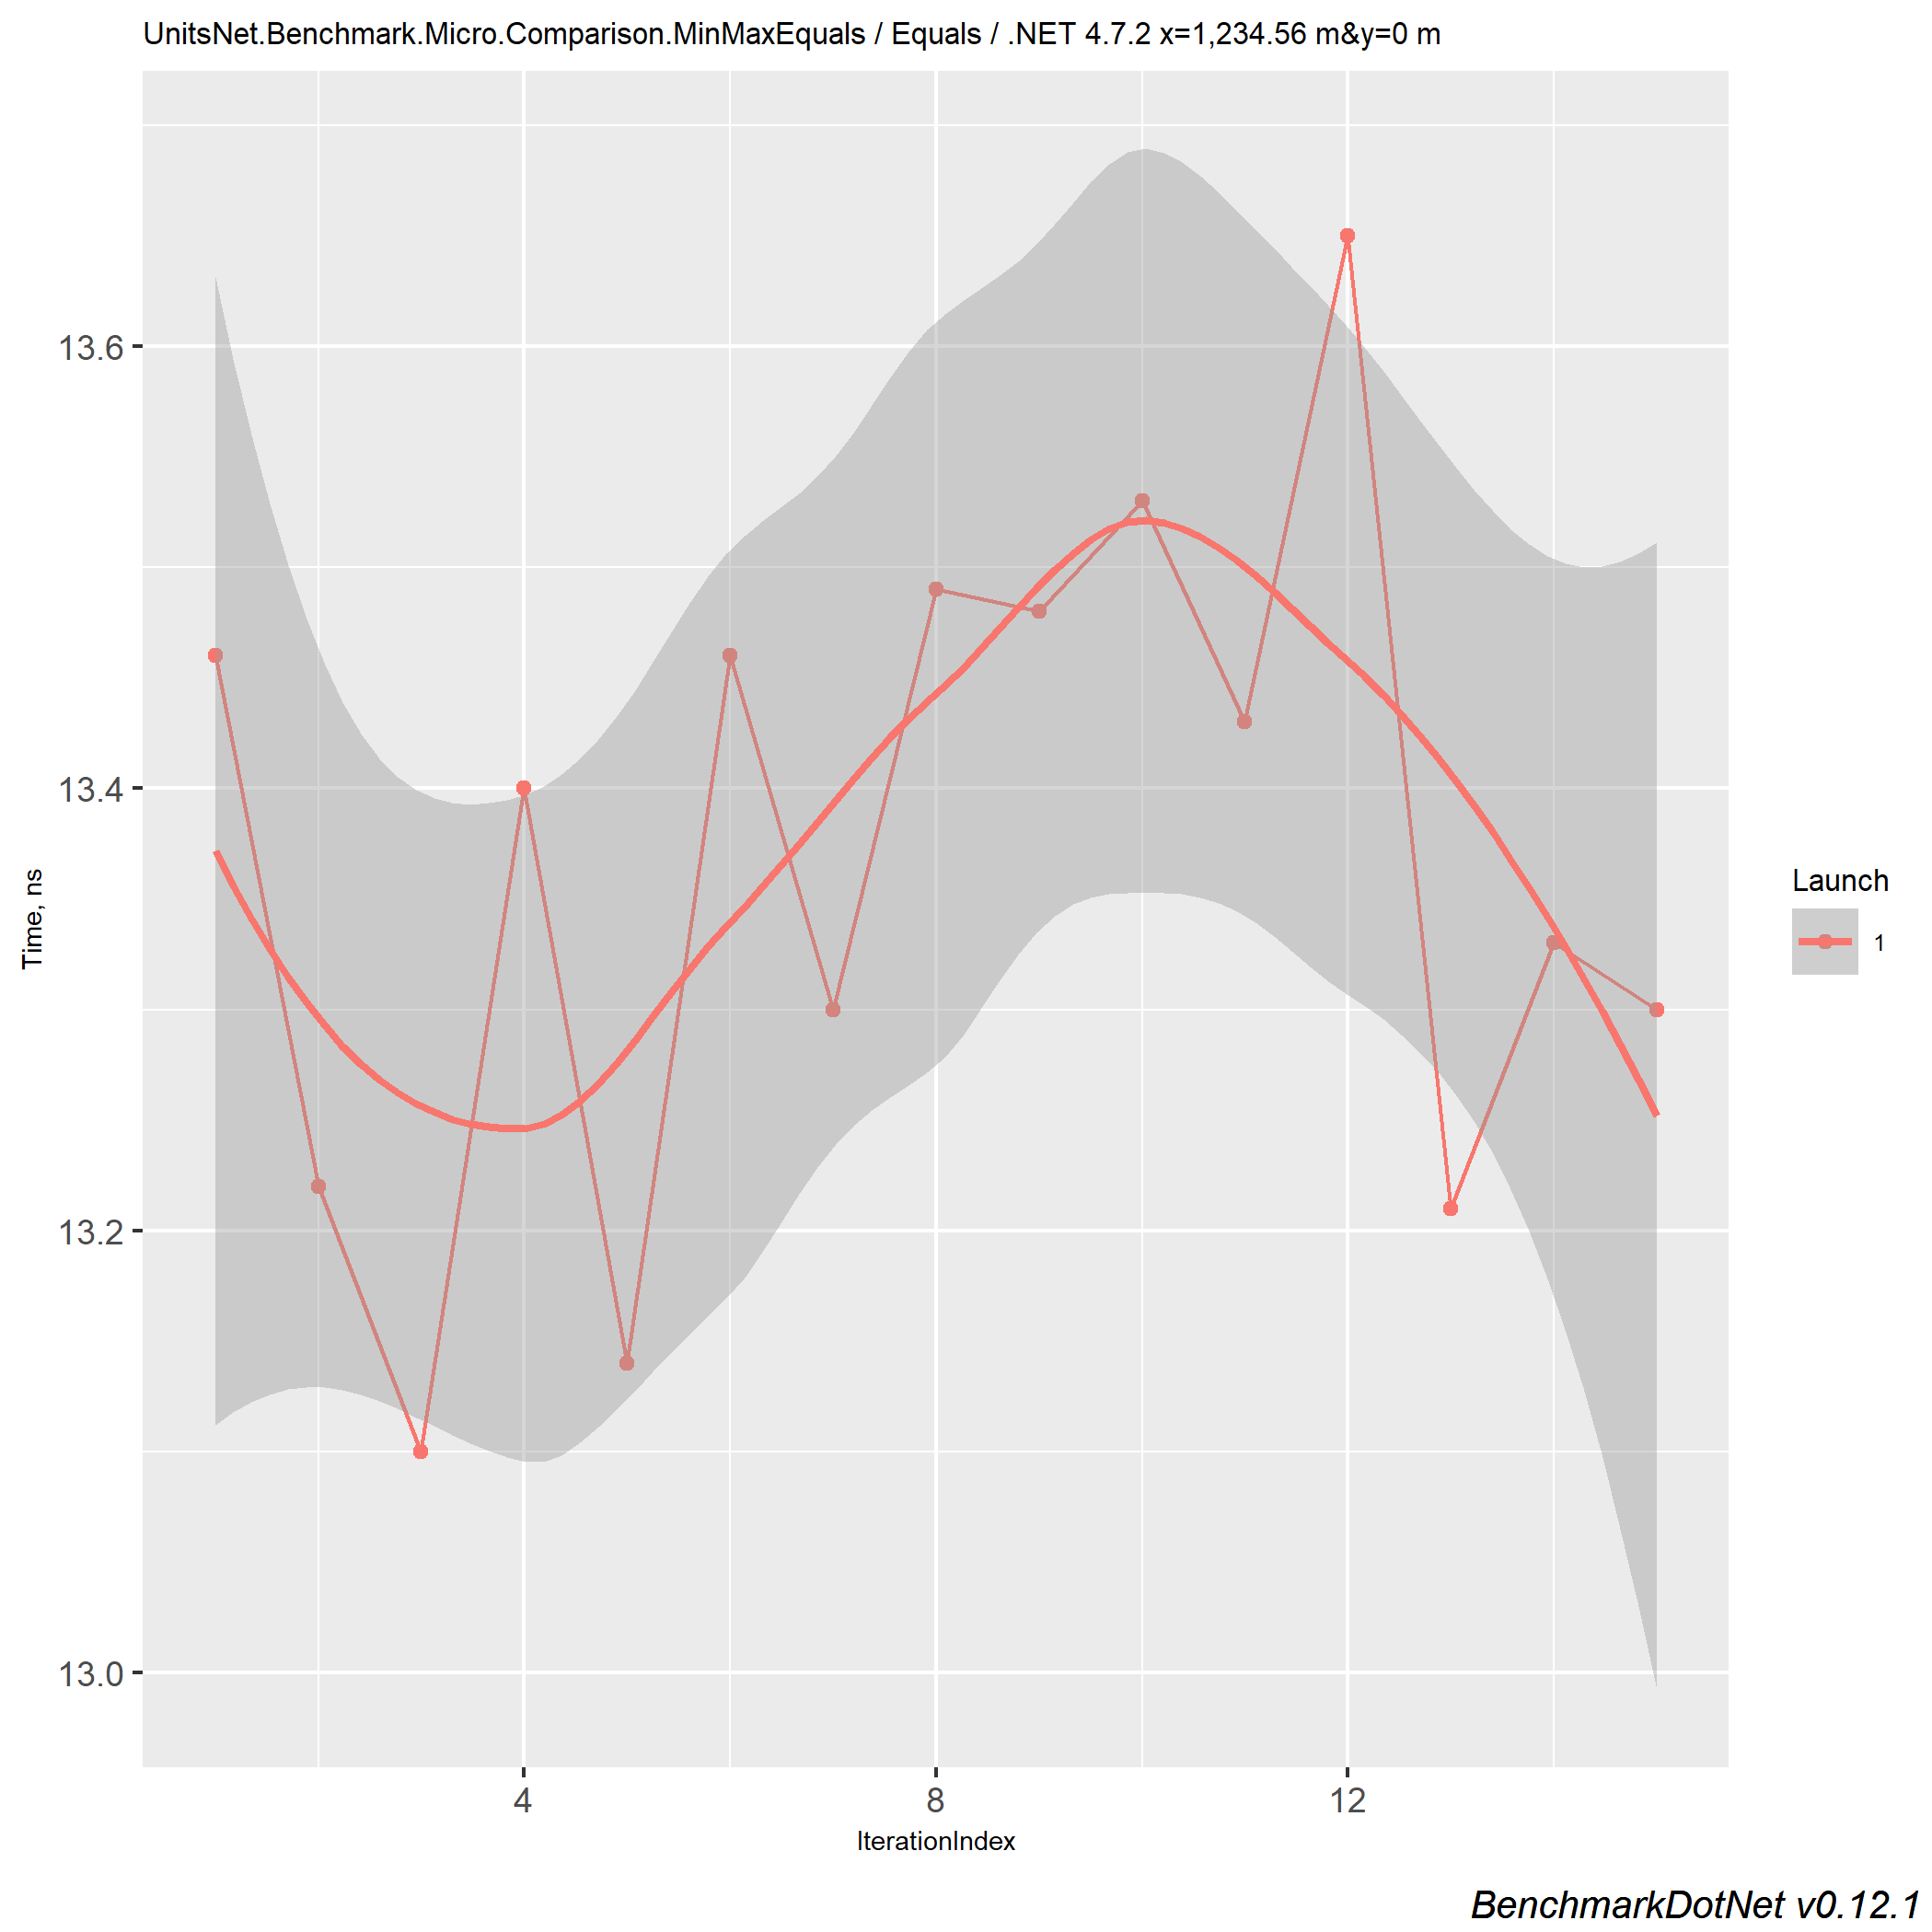 UnitsNet.Benchmark.Micro.Comparison.MinMaxEquals / Equals / .NET 4.7.2 x=1,234.56 m&y=0 m
13.6
13.4
13.2
13.0
Time, ns
4 8 12
IterationIndex
Launch
1
BenchmarkDotNet v0.12.1